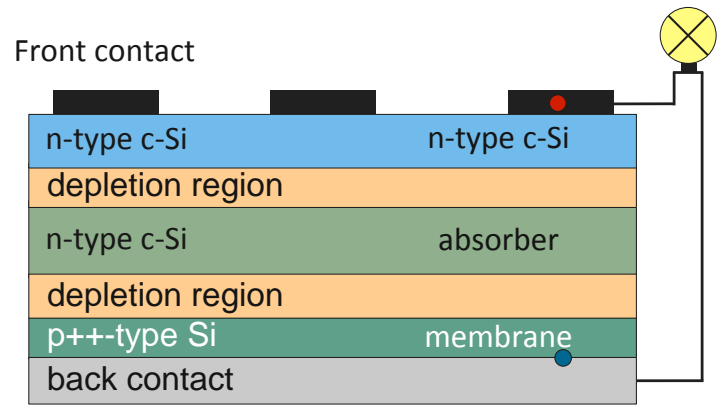 Front contact
n-type c-Si n-type c-Si
depletion region
n-type c-Si absorber
depletion region
p++-type Si membrane
back contact